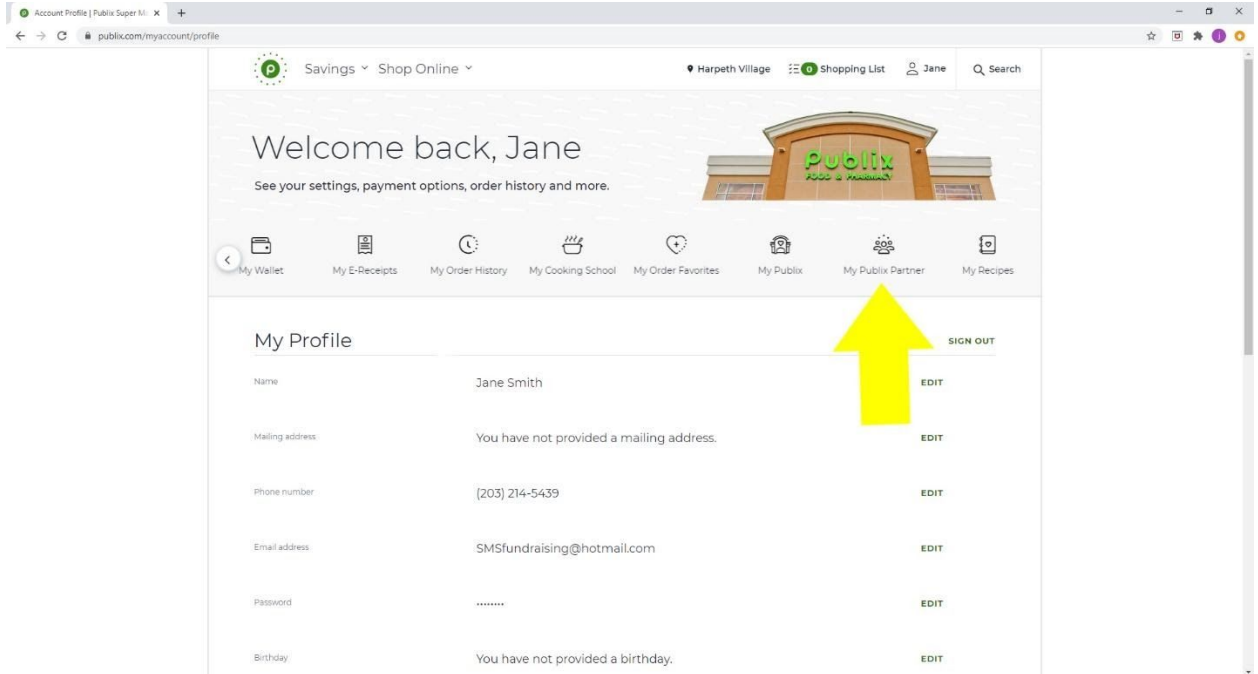 Account Profile | Publix Super Ma
publix.com/myaccount/profile
Savings Shop Online Harpeth Village 0 Shopping List Jane Search
Welcome back, Jane
See your settings, payment options, order history and more.
Publix
FOOD & PHARMACY
My Wallet My E-Receipts My Order History My Cooking School My Order Favorites My Publix My Publix Partner My Recipes
My Profile SIGN OUT
Name Jane Smith EDIT
Mailing address You have not provided a mailing address. EDIT
Phone number (203) 214-5439 EDIT
Email address SMSfundraising@hotmail.com EDIT
Password •••••••• EDIT
Birthday You have not provided a birthday. EDIT